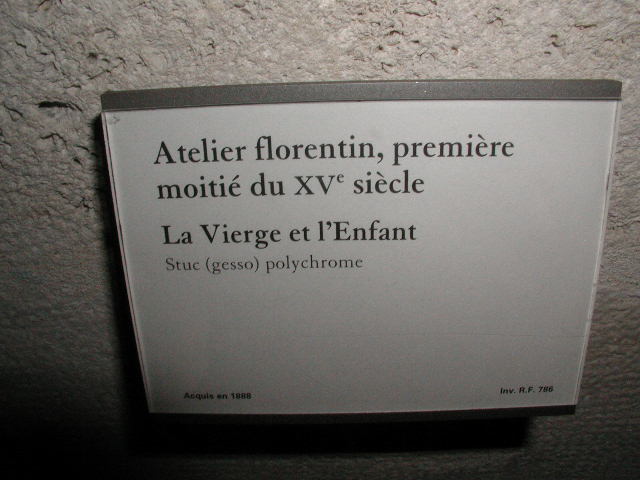 Atelier florentin, première
moitié du XVe siècle
La Vierge et l'Enfant
Stuc (gesso) polychrome
Acquis en 1888
Inv. R.F. 786